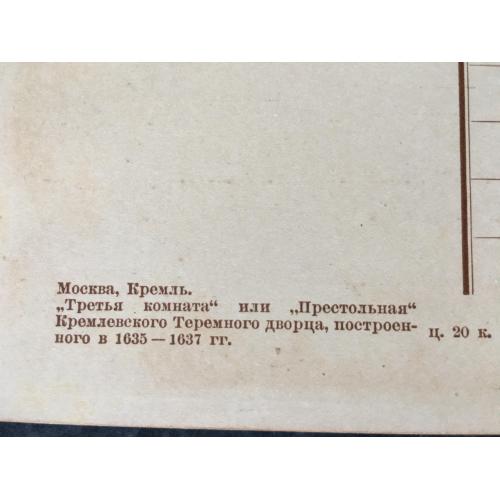 Москва, Кремль.
„Третья комната“ или „Престольная“
Кремлевского Теремного дворца, построен-
ного в 1635 — 1637 гг.
ц. 20 к.